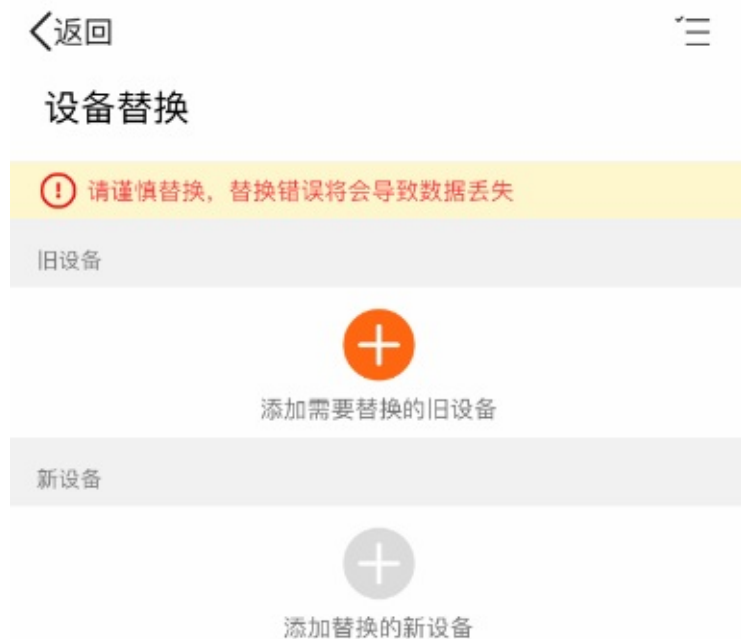 返回
设备替换
请谨慎替换，替换错误将会导致数据丢失
旧设备
添加需要替换的旧设备
新设备
添加替换的新设备